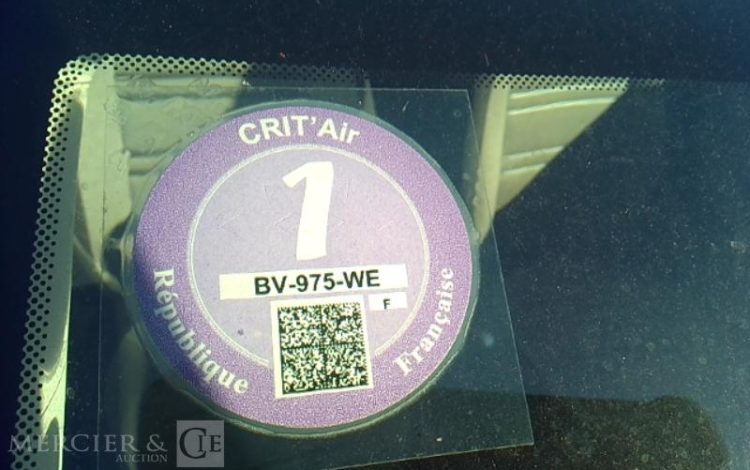 CRIT'Air
1
BV-975-WE
F
République
Française
MERCIER & CIE
AUCTION